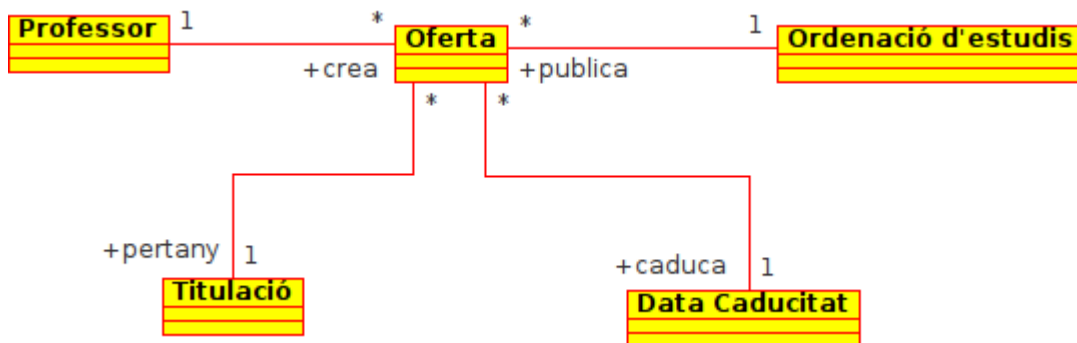 Professor
1
*
Oferta
*
1
Ordenació d'estudis
+crea
+publica
*
*
+pertany
1
+caduca
1
Titulació
Data Caducitat